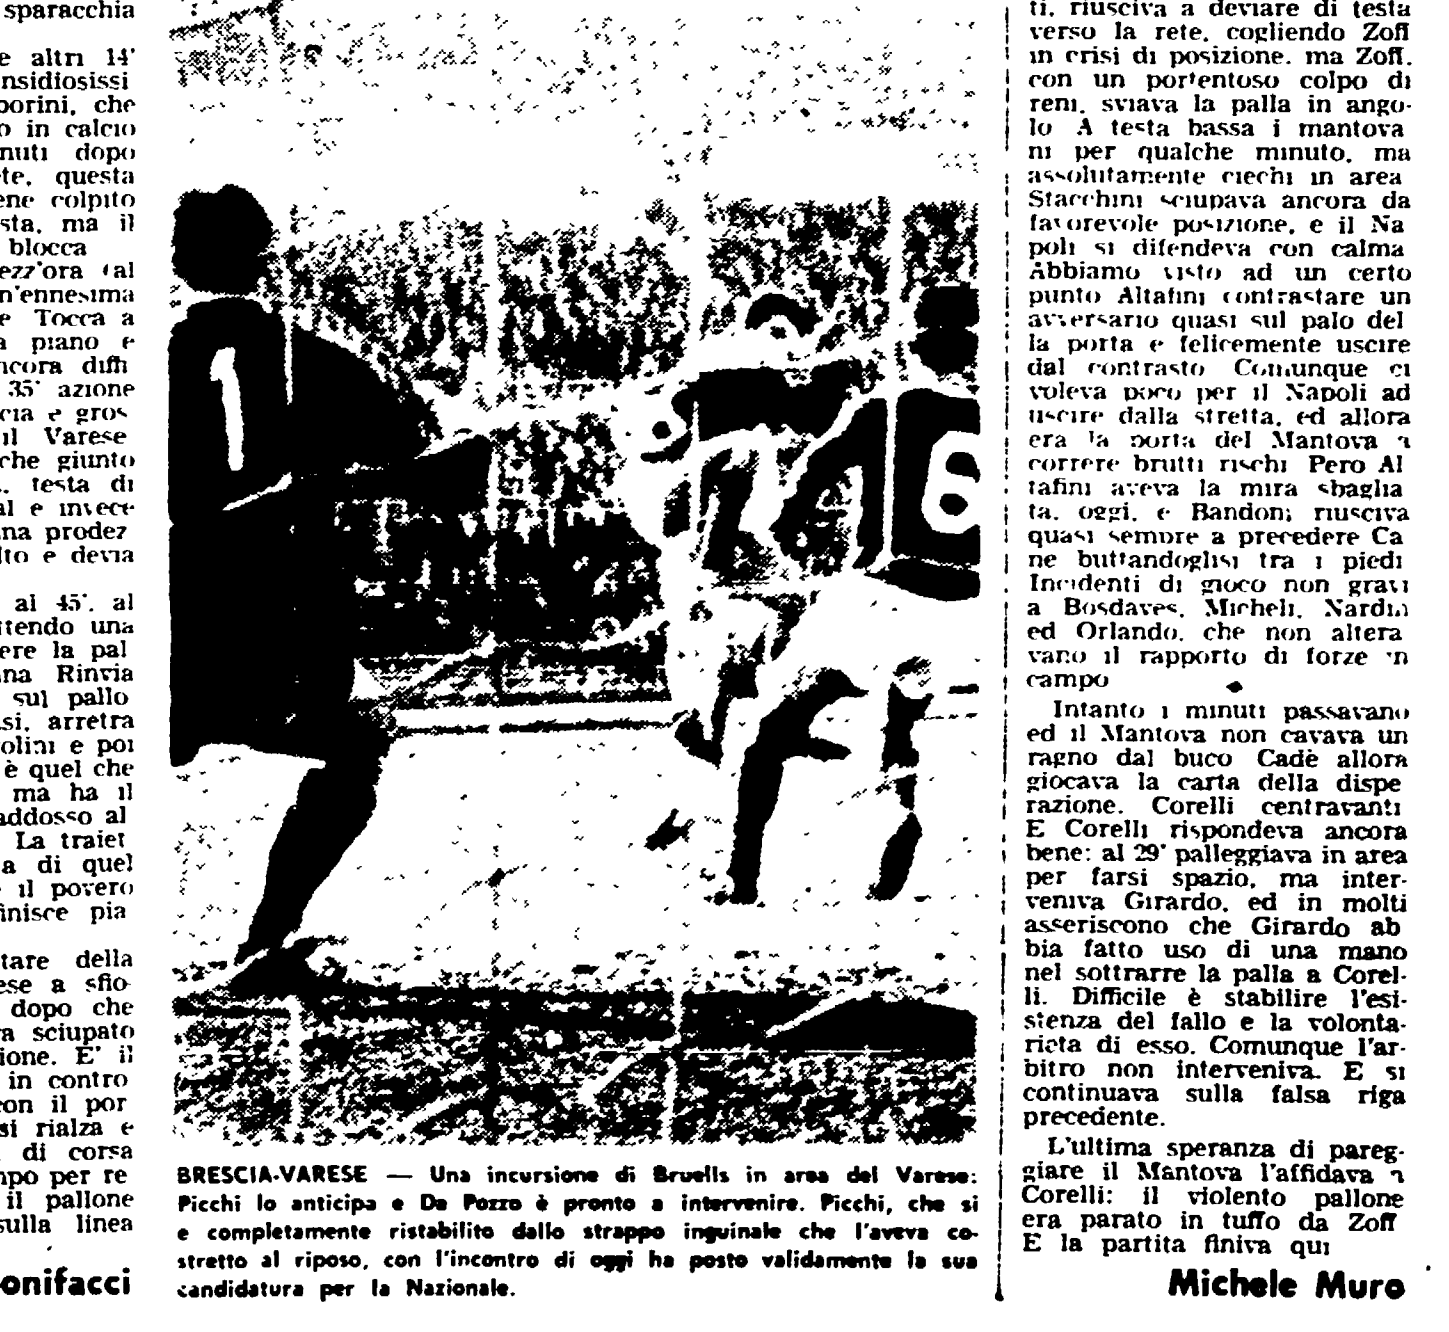 sparacchia
e altri 14'
nsidiosissi
porini, che
o in calcio
nuti dopo
te, questa
ene colpito
sta, ma il
blocca
ezz'ora (al
n'ennesima
e Tocca a
a piano e
ncora diffi
35' azione
cia e gros
il Varese
che giunto
testa di
al e invece
na prodez
lto e devia
al 45', al
ttendo una
ere la pal
na Rinvia
sul pallo
si, arretra
olini e poi
è quel che
ma ha il
addosso al
La traiet
a di quel
il povero
finisce pia
tare della
ese a sfio
dopo che
ra sciupato
ione. E' il
in contro
con il por
si rialza e
di corsa
mpo per re
il pallone
sulla linea
onifacci
1
6
BRESCIA-VARESE — Una incursione di Bruells in area del Varese:
Picchi lo anticipa e Da Pozzo è pronto a intervenire. Picchi, che si
e completamente ristabilito dallo strappo inguinale che l'aveva co-
stretto al riposo, con l'incontro di oggi ha posto validamente la sua
candidatura per la Nazionale.
ti, riusciva a deviare di testa
verso la rete, cogliendo Zoff
in crisi di posizione, ma Zoff,
con un portentoso colpo di
reni, sviava la palla in ango-
lo A testa bassa i mantova
ni per qualche minuto, ma
assolutamente ciechi in area
Stacchini sciupava ancora da
favorevole posizione, e il Na
poli si difendeva con calma
Abbiamo visto ad un certo
punto Altafini contrastare un
avversario quasi sul palo del
la porta e felicemente uscire
dal contrasto Comunque ci
voleva poco per il Napoli ad
uscire dalla stretta, ed allora
era la porta del Mantova a
correre brutti rischi Pero Al
tafini aveva la mira sbaglia
ta, oggi, e Bandoni riusciva
quasi sempre a precedere Ca
ne buttandoglisi tra i piedi
Incidenti di gioco non gravi
a Bosdaves, Micheli, Nardin
ed Orlando, che non altera
vano il rapporto di forze in
campo
Intanto i minuti passavano
ed il Mantova non cavava un
ragno dal buco Cadè allora
giocava la carta della dispe
razione. Corelli centravanti
E Corelli rispondeva ancora
bene: al 29' palleggiava in area
per farsi spazio, ma inter-
veniva Girardo, ed in molti
asseriscono che Girardo ab
bia fatto uso di una mano
nel sottrarre la palla a Corel-
li. Difficile è stabilire l'esi-
stenza del fallo e la volonta-
rieta di esso. Comunque l'ar-
bitro non interveniva. E si
continuava sulla falsa riga
precedente.
L'ultima speranza di pareg-
giare il Mantova l'affidava a
Corelli: il violento pallone
era parato in tuffo da Zoff
E la partita finiva qui
Michele Muro